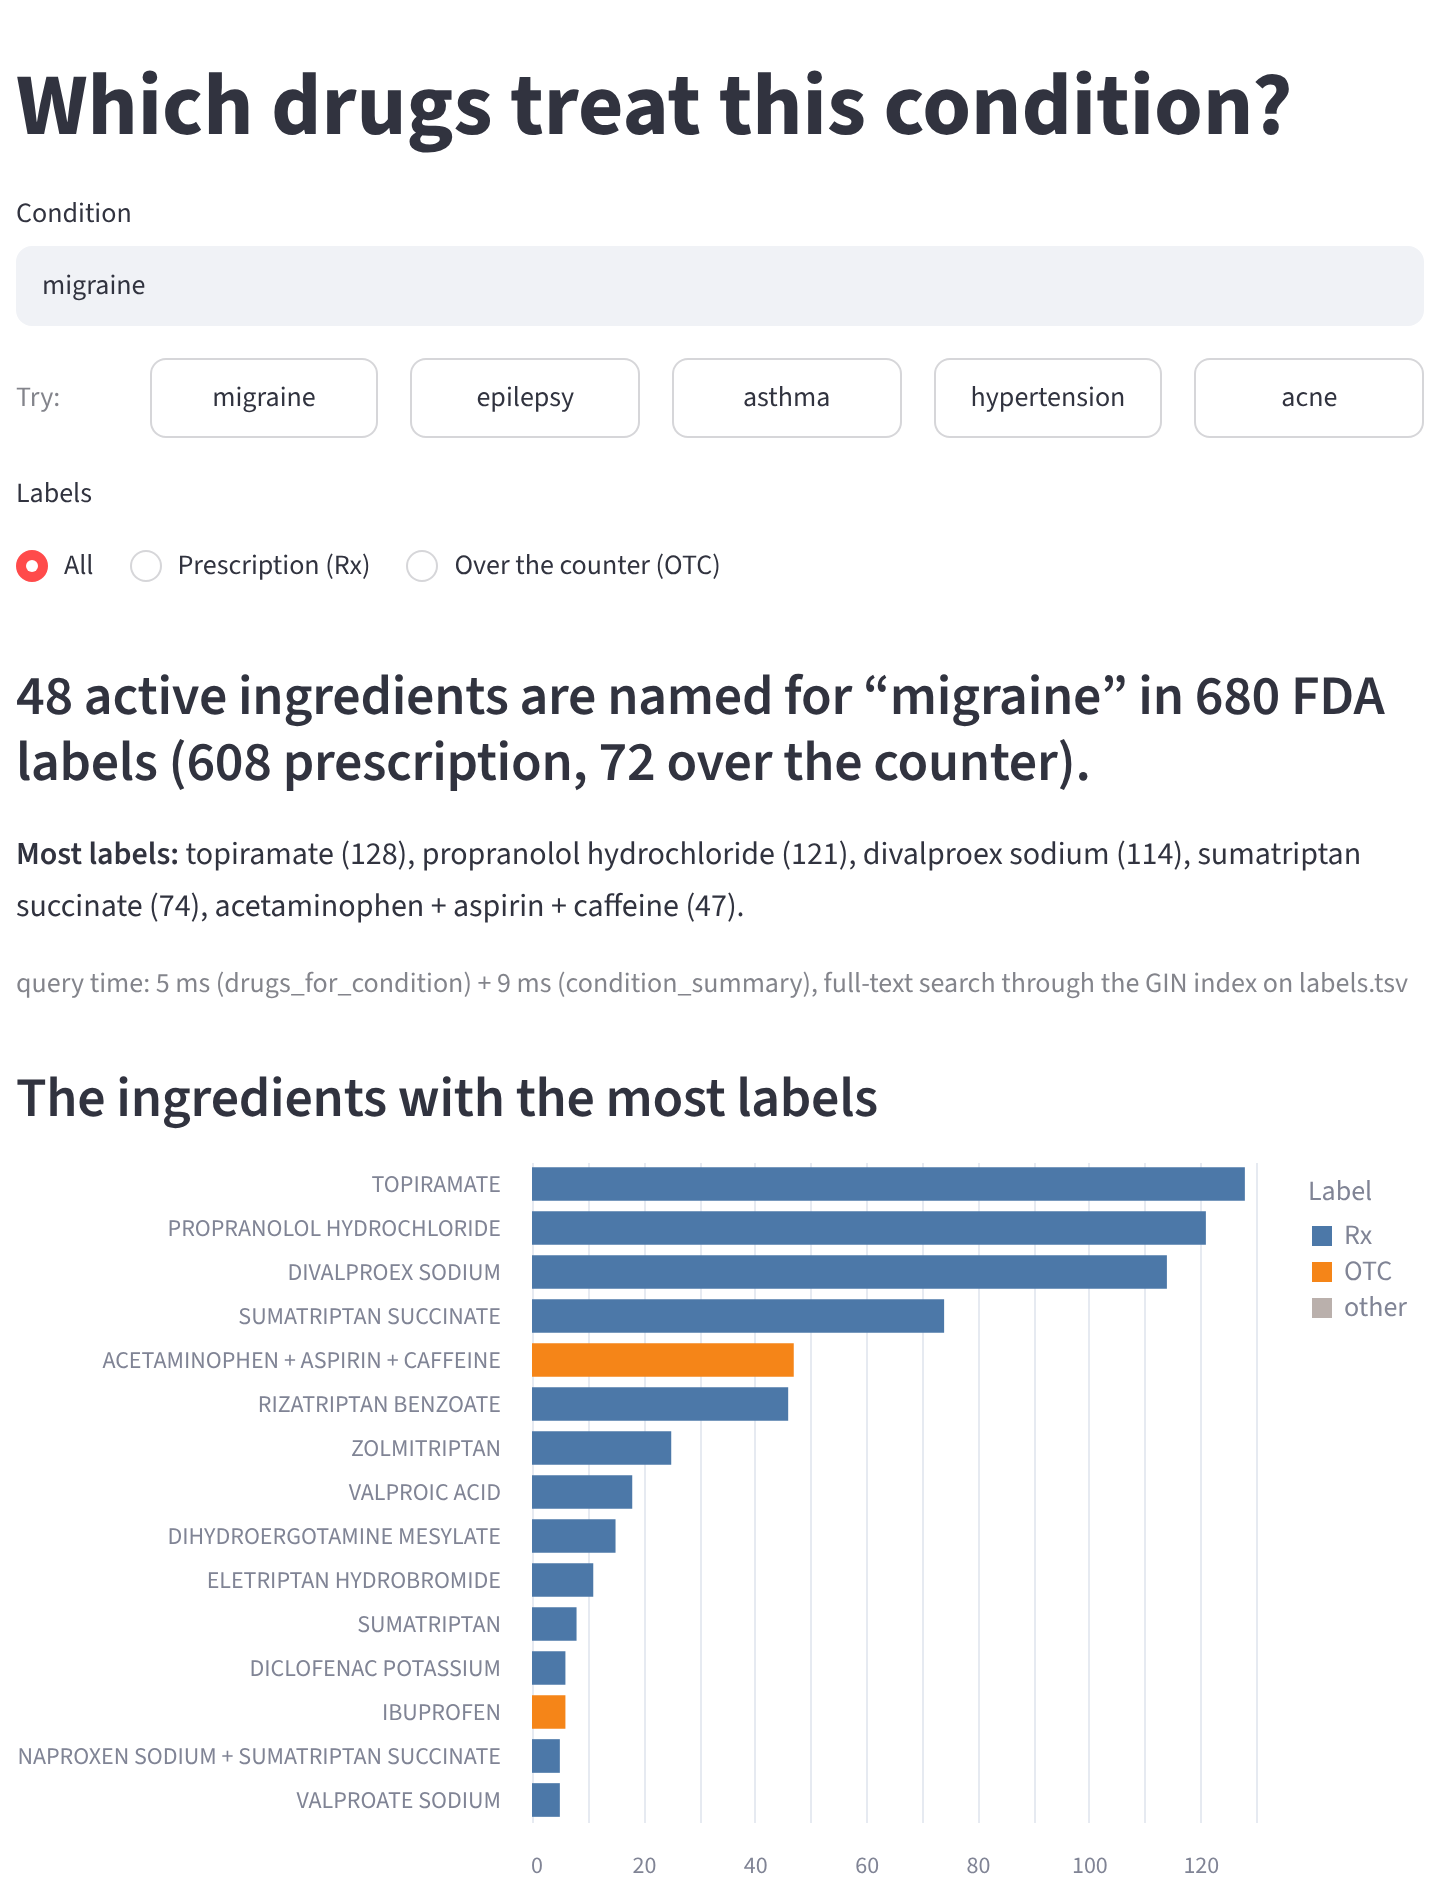 Which drugs treat this condition?
Condition
migraine
Try:
migraine
epilepsy
asthma
hypertension
acne
Labels
All
Prescription (Rx)
Over the counter (OTC)
48 active ingredients are named for “migraine” in 680 FDA
labels (608 prescription, 72 over the counter).
Most labels: topiramate (128), propranolol hydrochloride (121), divalproex sodium (114), sumatriptan
succinate (74), acetaminophen + aspirin + caffeine (47).
query time: 5 ms (drugs_for_condition) + 9 ms (condition_summary), full-text search through the GIN index on labels.tsv
The ingredients with the most labels
TOPIRAMATE
PROPRANOLOL HYDROCHLORIDE
DIVALPROEX SODIUM
SUMATRIPTAN SUCCINATE
ACETAMINOPHEN + ASPIRIN + CAFFEINE
RIZATRIPTAN BENZOATE
ZOLMITRIPTAN
VALPROIC ACID
DIHYDROERGOTAMINE MESYLATE
ELETRIPTAN HYDROBROMIDE
SUMATRIPTAN
DICLOFENAC POTASSIUM
IBUPROFEN
NAPROXEN SODIUM + SUMATRIPTAN SUCCINATE
VALPROATE SODIUM
0 20 40 60 80 100 120
Label
Rx
OTC
other